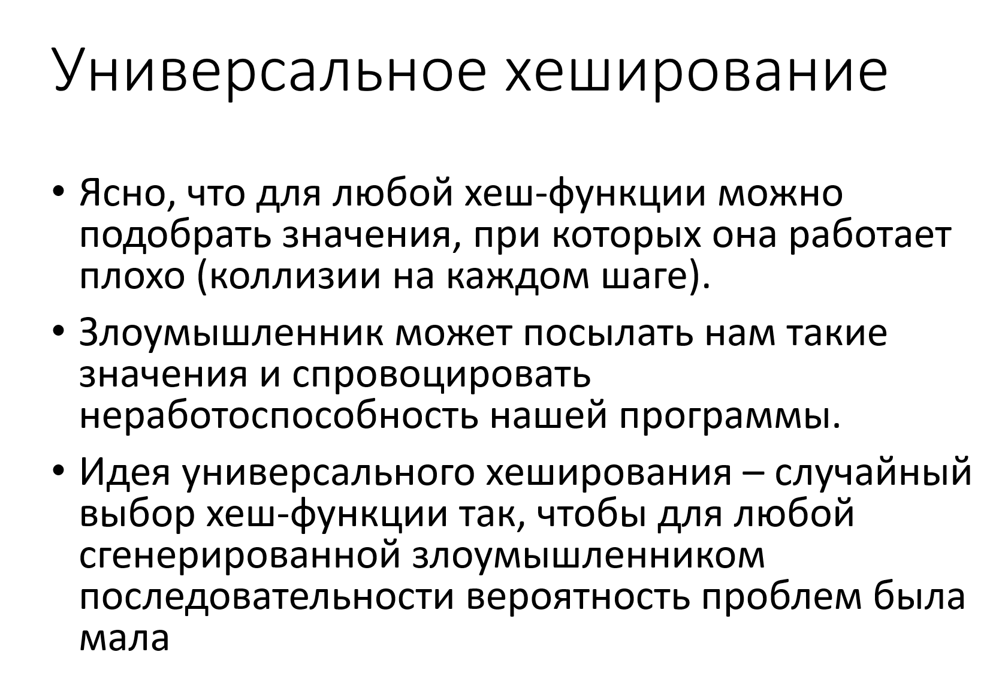 Универсальное хеширование
• Ясно, что для любой хеш-функции можно
подобрать значения, при которых она работает
плохо (коллизии на каждом шаге).
• Злоумышленник может посылать нам такие
значения и спровоцировать
неработоспособность нашей программы.
• Идея универсального хеширования – случайный
выбор хеш-функции так, чтобы для любой
сгенерированной злоумышленником
последовательности вероятность проблем была
мала